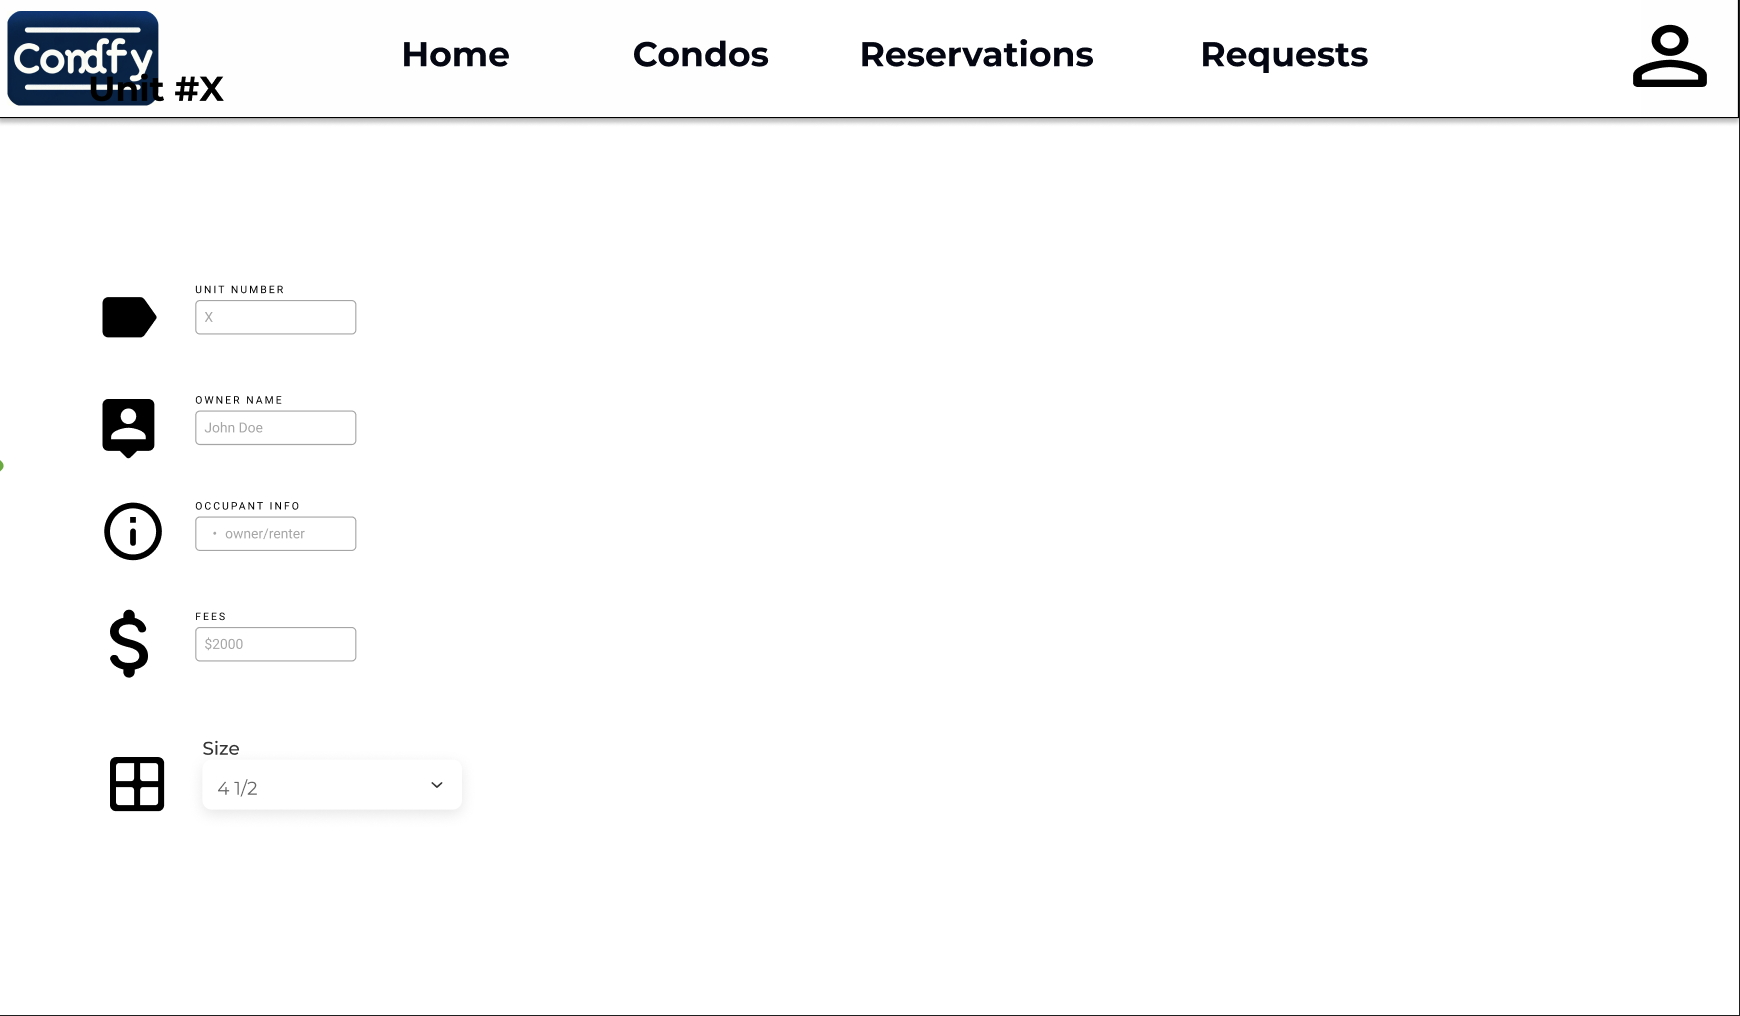 Condfy
Home Condos Reservations Requests
Unit #X
UNIT NUMBER
X
OWNER NAME
John Doe
OCCUPANT INFO
• owner/renter
FEES
$2000
Size
4 1/2